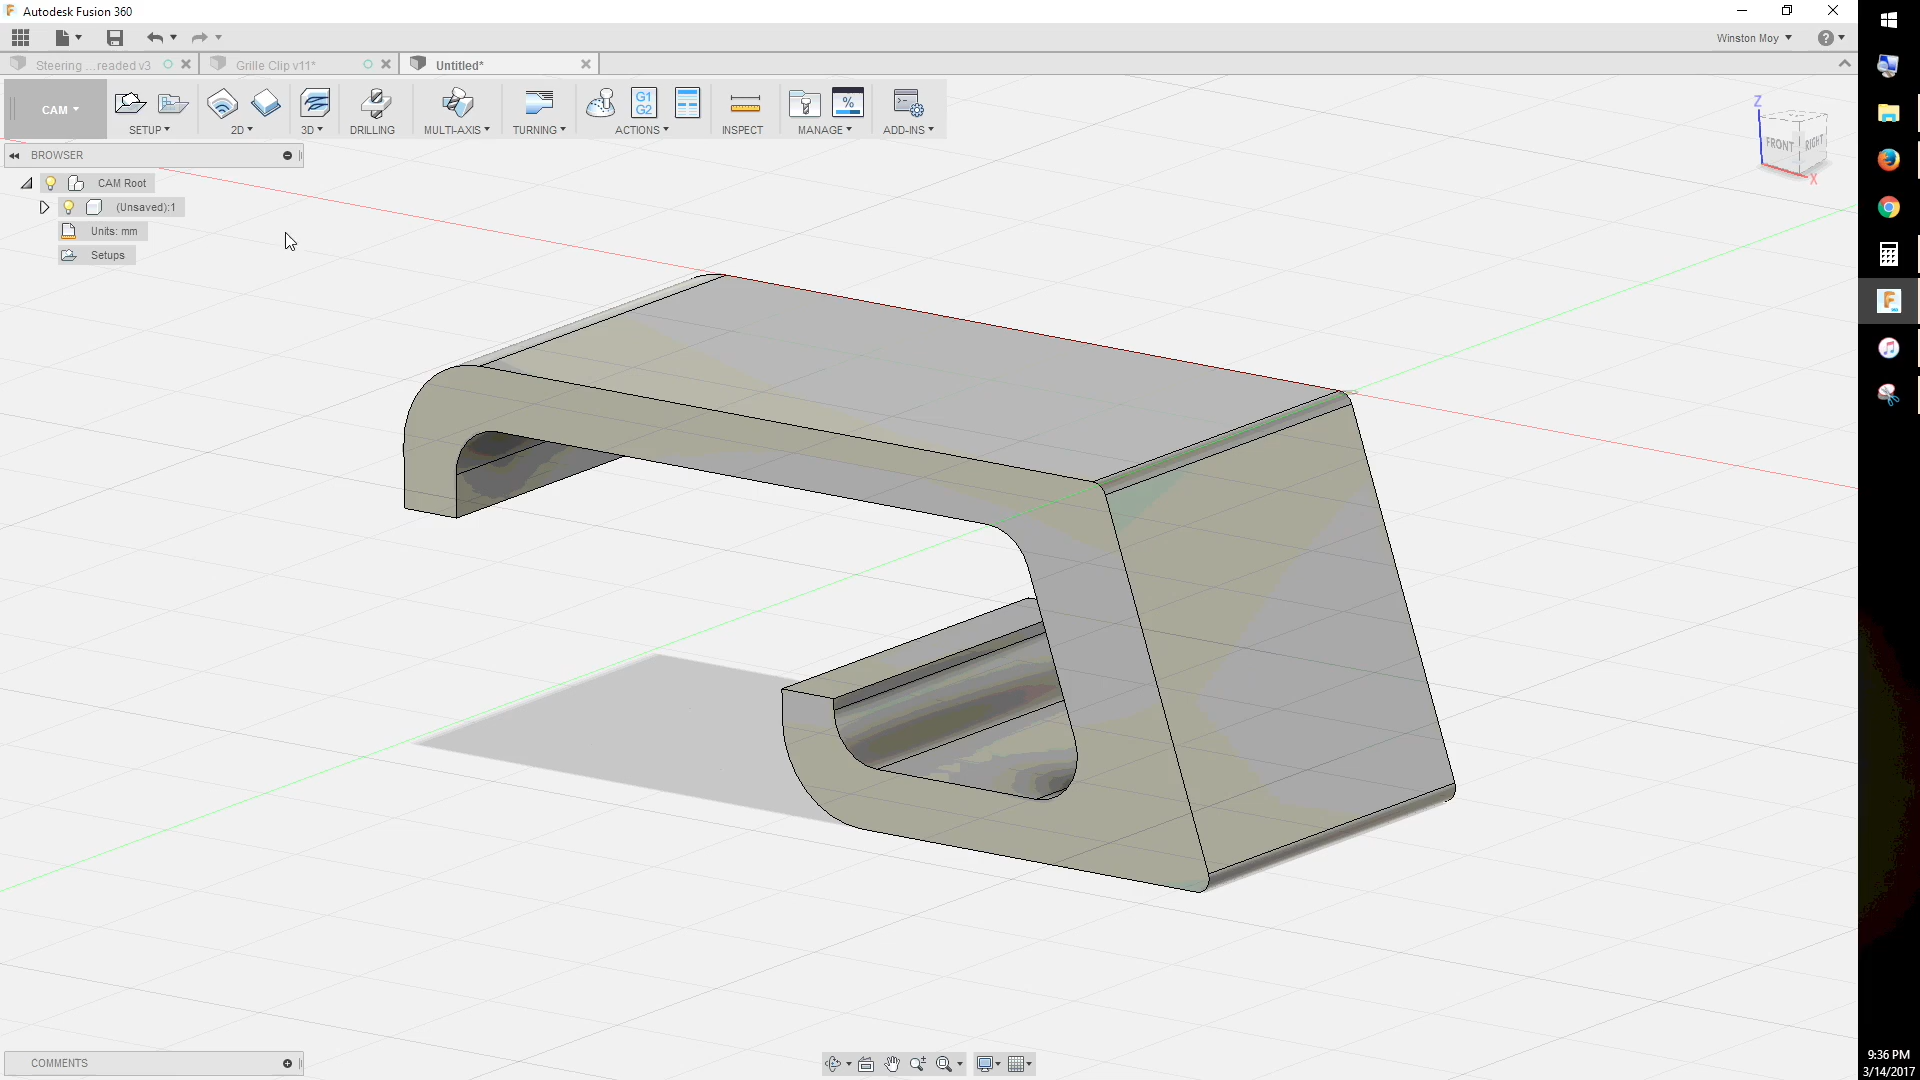 Autodesk Fusion 360
Winston Moy
Steering ...readed v3
Grille Clip v11*
Untitled*
CAM
G1
G2
%
SETUP
2D
3D
DRILLING
MULTI-AXIS
TURNING
ACTIONS
INSPECT
MANAGE
ADD-INS
BROWSER
CAM Root
(Unsaved):1
Units: mm
Setups
Z
FRONT
RIGHT
X
COMMENTS
9:36 PM
3/14/2017